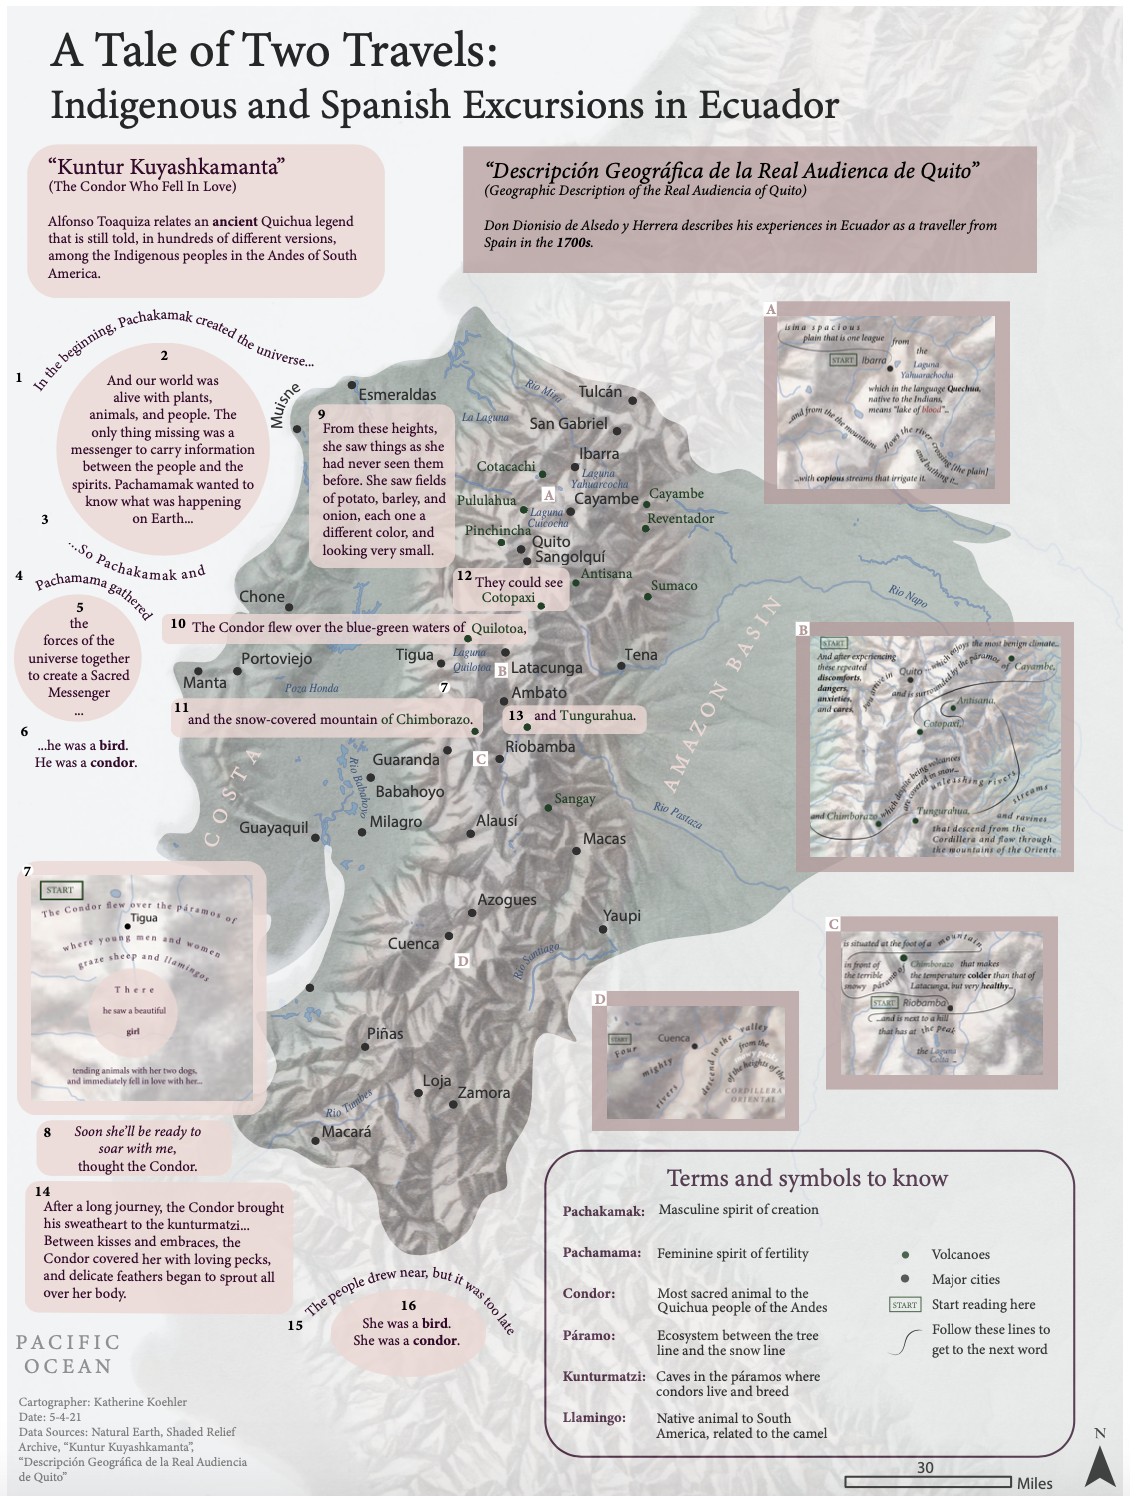 A Tale of Two Travels:
Indigenous and Spanish Excursions in Ecuador
“Kuntur Kuyashkamanta”
(The Condor Who Fell In Love)
Alfonso Toaquiza relates an ancient Quichua legend
that is still told, in hundreds of different versions,
among the Indigenous peoples in the Andes of South
America.
“Descripción Geográfica de la Real Audienca de Quito”
(Geographic Description of the Real Audiencia of Quito)
Don Dionisio de Alsedo y Herrera describes his experiences in Ecuador as a traveller from
Spain in the 1700s.
1
In the beginning, Pachakamak created the universe...
2
And our world was
alive with plants,
animals, and people. The
only thing missing was a
messenger to carry information
between the people and the
spirits. Pachamamak wanted to
know what was happening
on Earth...
3
...So Pachakamak and
4
Pachamama gathered
5
the
forces of the
universe together
to create a Sacred
Messenger
...
6
...he was a bird.
He was a condor.
7
START
The Condor flew over the páramos of
Tigua
where young men and women
graze sheep and llamingos
There
he saw a beautiful
girl
tending animals with her two dogs,
and immediately fell in love with her...
8
Soon she’ll be ready to
soar with me,
thought the Condor.
9
From these heights,
she saw things as she
had never seen them
before. She saw fields
of potato, barley, and
onion, each one a
different color, and
looking very small.
10 The Condor flew over the blue-green waters of Quilotoa,
11
and the snow-covered mountain of Chimborazo.
12 They could see
Cotopaxi
13 and Tungurahua.
14
After a long journey, the Condor brought
his sweatheart to the kunturmatzi...
Between kisses and embraces, the
Condor covered her with loving pecks,
and delicate feathers began to sprout all
over her body.
15
The people drew near, but it was too late
16
She was a bird.
She was a condor.
Muisne
Esmeraldas
Rio Mira
Tulcán
La Laguna
San Gabriel
Ibarra
Cotacachi
Laguna
Yahuarcocha
A
Cayambe
Cayambe
Pululahua
Laguna
Cuicocha
Reventador
Pinchincha
Quito
Sangolquí
Antisana
Sumaco
Rio Napo
Chone
Portoviejo
Manta
Poza Honda
Tigua
Laguna
Quilotoa
B
Latacunga
Tena
7
Ambato
C
Riobamba
Guaranda
Babahoyo
Rio Babahoyo
Sangay
Rio Pastaza
COSTA
AMAZON BASIN
Guayaquil
Milagro
Alausí
Macas
Azogues
Cuenca
D
Yaupi
Rio Santiago
Piñas
Loja
Zamora
Rio Tumbes
Macará
A
is in a spacious
plain that is one league
from
the
START
Ibarra
Laguna
Yahuarachocha
which in the language Quechua,
native to the Indians,
means “lake of blood”...
...and from the the mountains
flows the river crossing [the plain]
and bathing it...
...with copious streams that irrigate it.
B
START
And after experiencing
these repeated
discomforts,
dangers,
anxieties,
and cares,
you arrive in
Quito
...which enjoys the most benign climate...
and is surrounded by the páramos of
Cayambe,
Antisana,
Cotopaxi,
and Chimborazo
which despite being volcanoes
are covered in snow...
Tungurahua,
unleashing rivers,
streams
and ravines
that descend from the
Cordillera and flow through
the mountains of the Oriente
C
is situated at the foot of a mountain,
in front of
the terrible
snowy páramo of
Chimborazo that makes
the temperature colder than that of
Latacunga, but very healthy...
START
Riobamba
...and is next to a hill
that has at the peak
the Laguna
Colta...
D
START
Cuenca
Four
mighty
rivers
descend to the
valley
from the
of the heights of the
CORDILLERA
ORIENTAL
Terms and symbols to know
Pachakamak: Masculine spirit of creation
Pachamama: Feminine spirit of fertility
Condor: Most sacred animal to the
Quichua people of the Andes
Páramo: Ecosystem between the tree
line and the snow line
Kunturmatzi: Caves in the páramos where
condors live and breed
Llamingo: Native animal to South
America, related to the camel
Volcanoes
Major cities
START Start reading here
Follow these lines to
get to the next word
PACIFIC
OCEAN
Cartographer: Katherine Koehler
Date: 5-4-21
Data Sources: Natural Earth, Shaded Relief
Archive, “Kuntur Kuyashkamanta”,
“Descripción Geográfica de la Real Audiencia
de Quito”
N
30
Miles